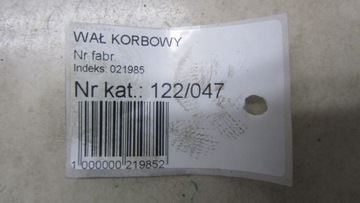 WAŁ KORBOWY
Nr fabr.
Indeks: 021985
Nr kat.: 122/047
1 000000 219852